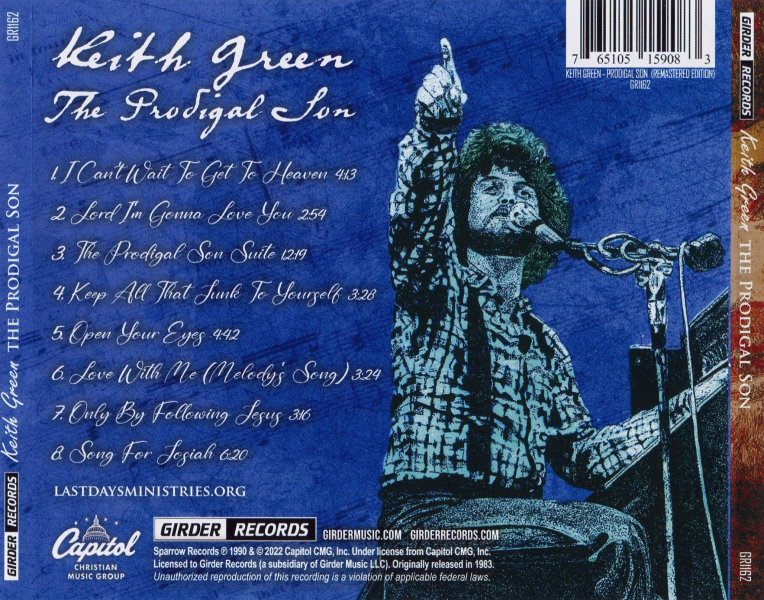 GR1162
Keith Green
The Prodigal Son
1. I Can't Wait To Get To Heaven 4:13
2. Lord I'm Gonna Love You 2:54
3. The Prodigal Son Suite 12:19
4. Keep All That Junk To Yourself 3:28
5. Open Your Eyes 4:42
6. Love With Me (Melody's Song) 3:24
7. Only By Following Jesus 3:16
8. Song For Josiah 6:20
LASTDAYSMINISTRIES.ORG
Capitol
CHRISTIAN
MUSIC GROUP
GIRDER RECORDS
GIRDERMUSIC.COM GIRDERRECORDS.COM
Sparrow Records ℗ 1990 & © 2022 Capitol CMG, Inc. Under license from Capitol CMG, Inc.
Licensed to Girder Records (a subsidiary of Girder Music LLC). Originally released in 1983.
Unauthorized reproduction of this recording is a violation of applicable federal laws.
7 65105 15908 3
KEITH GREEN - PRODIGAL SON (REMASTERED EDITION)
GR1162
GIRDER RECORDS
Keith Green THE PRODIGAL SON
GIRDER RECORDS
Keith Green THE PRODIGAL SON
GR1162